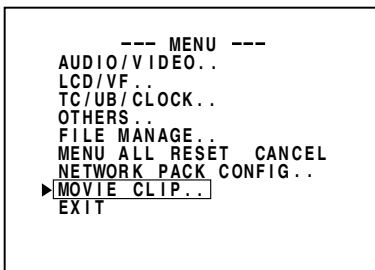 --- MENU ---
AUDIO/VIDEO..
LCD/VF..
TC/UB/CLOCK..
OTHERS..
FILE MANAGE..
MENU ALL RESET CANCEL
NETWORK PACK CONFIG..
MOVIE CLIP..
EXIT